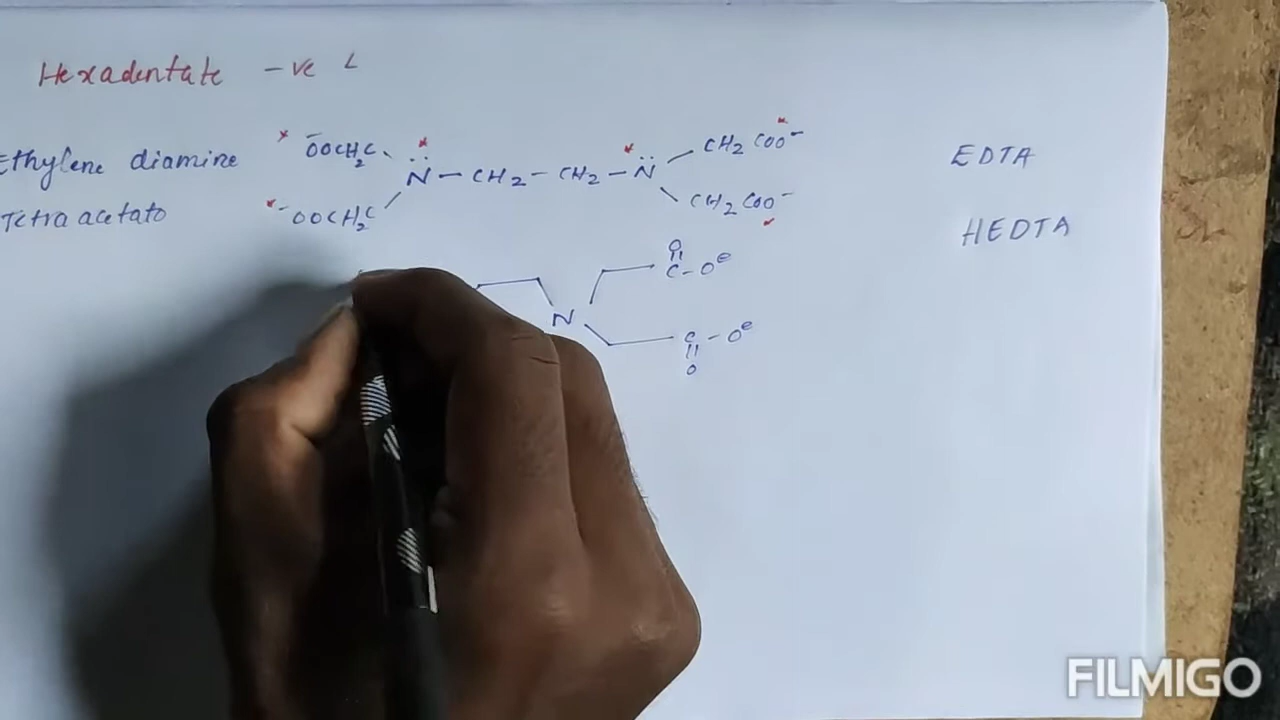 Hexadentate -ve L
Ethylene diamine
Tetra acetato
⁻OOCH₂C N̈ - CH₂ - CH₂ - N̈ CH₂COO⁻
⁻OOCH₂C CH₂COO⁻
EDTA
HEDTA
O
C - O⊖
N
C - O⊖
O
FILMIGO